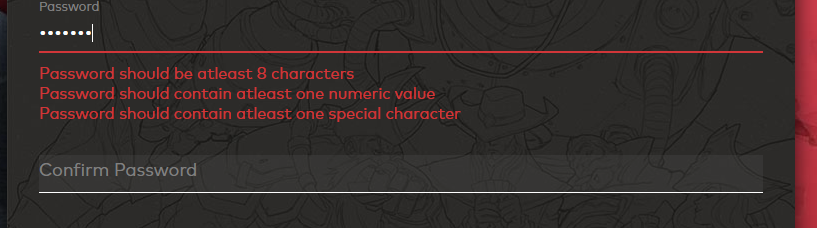 Password
•••••••
Password should be atleast 8 characters
Password should contain atleast one numeric value
Password should contain atleast one special character
Confirm Password